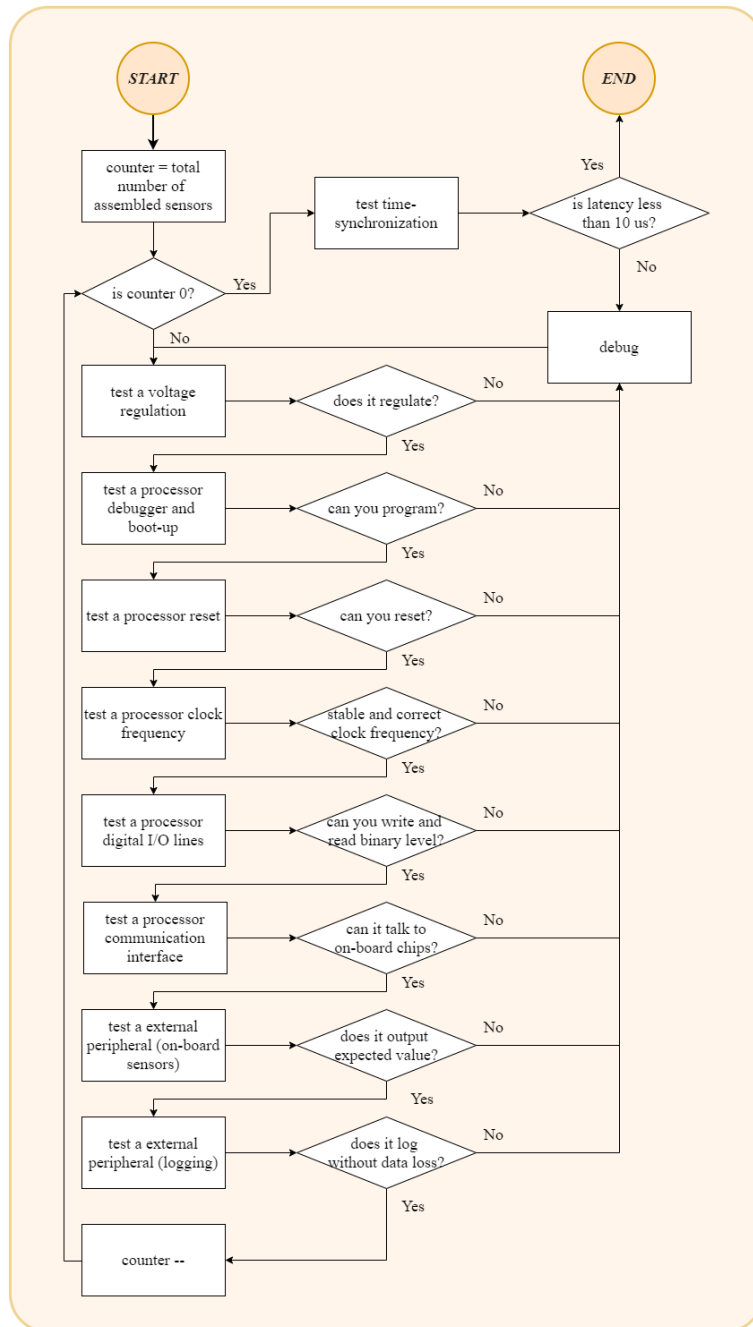 START
END
counter = total
number of
assembled sensors
test time-
synchronization
Yes
is latency less
than 10 us?
No
is counter 0?
Yes
No
debug
test a voltage
regulation
does it regulate?
No
Yes
test a processor
debugger and
boot-up
can you program?
No
Yes
test a processor reset
can you reset?
No
Yes
test a processor clock
frequency
stable and correct
clock frequency?
No
Yes
test a processor
digital I/O lines
can you write and
read binary level?
No
Yes
test a processor
communication
interface
can it talk to
on-board chips?
No
Yes
test a external
peripheral (on-board
sensors)
does it output
expected value?
No
Yes
test a external
peripheral (logging)
does it log
without data loss?
No
Yes
counter --